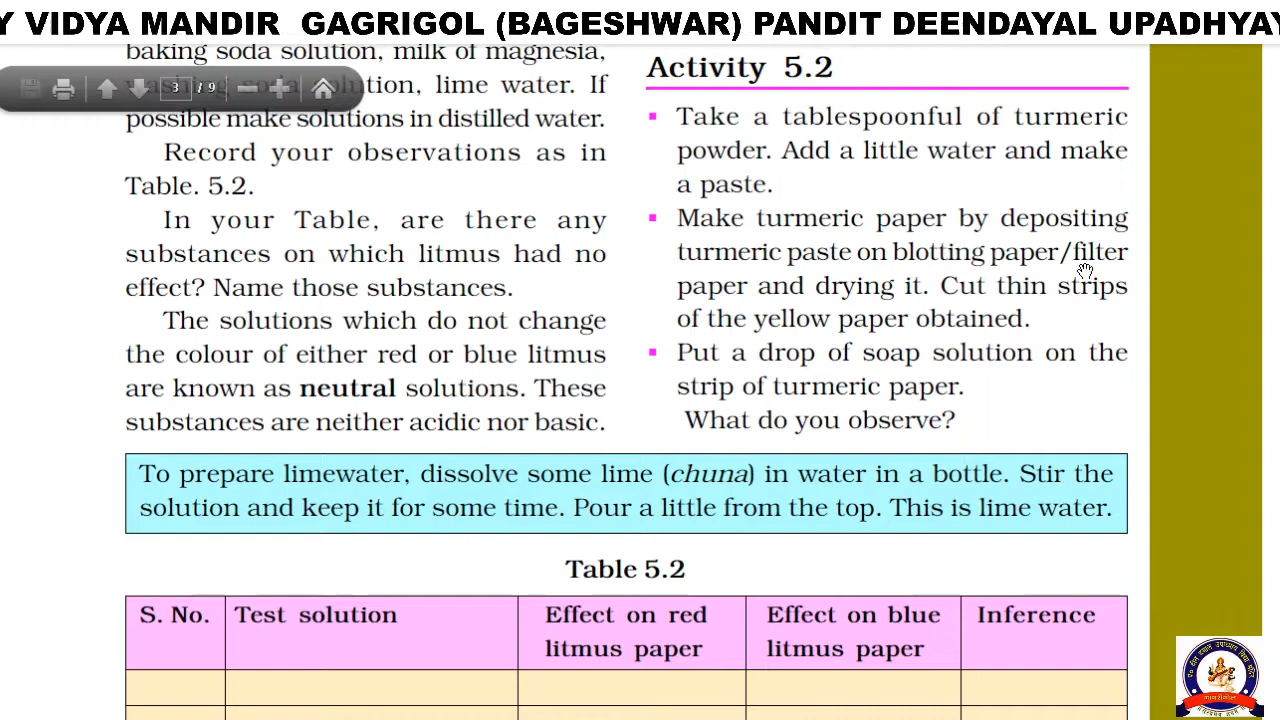 Y VIDYA MANDIR GAGRIGOL (BAGESHWAR) PANDIT DEENDAYAL UPADHYAY
baking soda solution, milk of magnesia,
washing soda solution, lime water. If
possible make solutions in distilled water.
Record your observations as in
Table. 5.2.
In your Table, are there any
substances on which litmus had no
effect? Name those substances.
The solutions which do not change
the colour of either red or blue litmus
are known as neutral solutions. These
substances are neither acidic nor basic.
3 / 9
Activity 5.2
▪ Take a tablespoonful of turmeric
powder. Add a little water and make
a paste.
▪ Make turmeric paper by depositing
turmeric paste on blotting paper/filter
paper and drying it. Cut thin strips
of the yellow paper obtained.
▪ Put a drop of soap solution on the
strip of turmeric paper.
What do you observe?
To prepare limewater, dissolve some lime (chuna) in water in a bottle. Stir the
solution and keep it for some time. Pour a little from the top. This is lime water.
Table 5.2
S. No. Test solution Effect on red Effect on blue Inference
litmus paper litmus paper